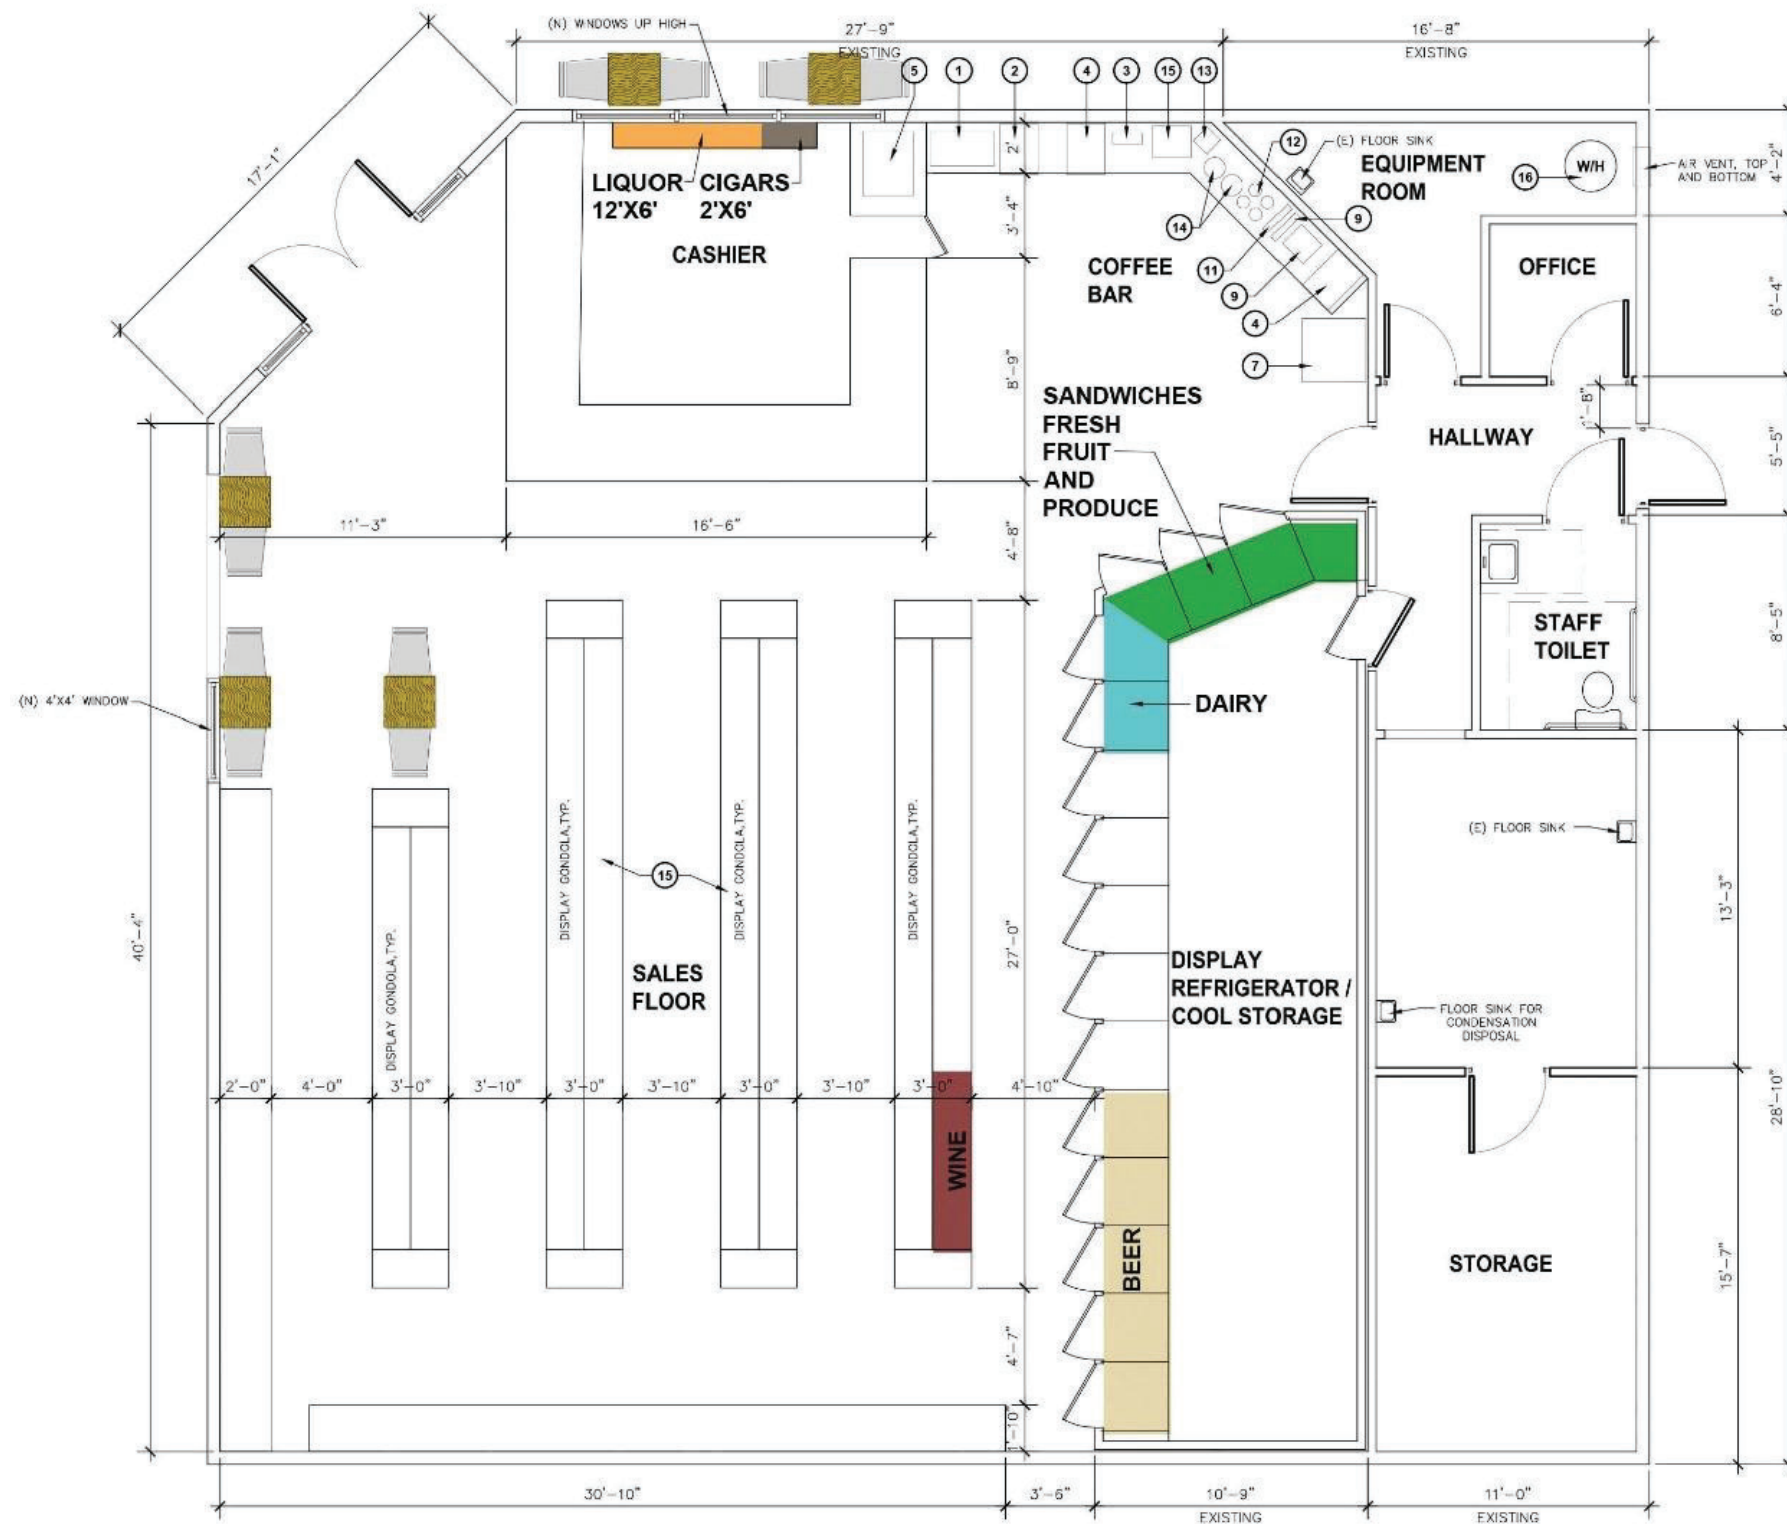 (N) WINDOWS UP HIGH
27'-9"
EXISTING
16'-8"
EXISTING
5
1
2
4
3
15
13
12
(E) FLOOR SINK
EQUIPMENT
ROOM
W/H
16
AIR VENT, TOP
AND BOTTOM
4'-2"
17'-1"
LIQUOR
12'X6'
CIGARS
2'X6'
CASHIER
2'
3'-4"
14
9
11
9
4
7
COFFEE
BAR
OFFICE
6'-4"
8'-9"
SANDWICHES
FRESH
FRUIT
AND
PRODUCE
HALLWAY
1'-8"
5'-5"
11'-3"
16'-6"
4'-8"
STAFF
TOILET
8'-5"
(N) 4'X4' WINDOW
DAIRY
DISPLAY GONDOLA,TYP.
DISPLAY GONDOLA,TYP.
DISPLAY GONDOLA,TYP.
DISPLAY GONDOLA,TYP.
15
(E) FLOOR SINK
40'-4"
SALES
FLOOR
27'-0"
DISPLAY
REFRIGERATOR /
COOL STORAGE
13'-3"
FLOOR SINK FOR
CONDENSATION
DISPOSAL
2'-0"
4'-0"
3'-0"
3'-10"
3'-0"
3'-10"
3'-0"
3'-10"
3'-0"
4'-10"
28'-10"
WINE
BEER
STORAGE
15'-7"
4'-7"
1'-10"
30'-10"
3'-6"
10'-9"
EXISTING
11'-0"
EXISTING